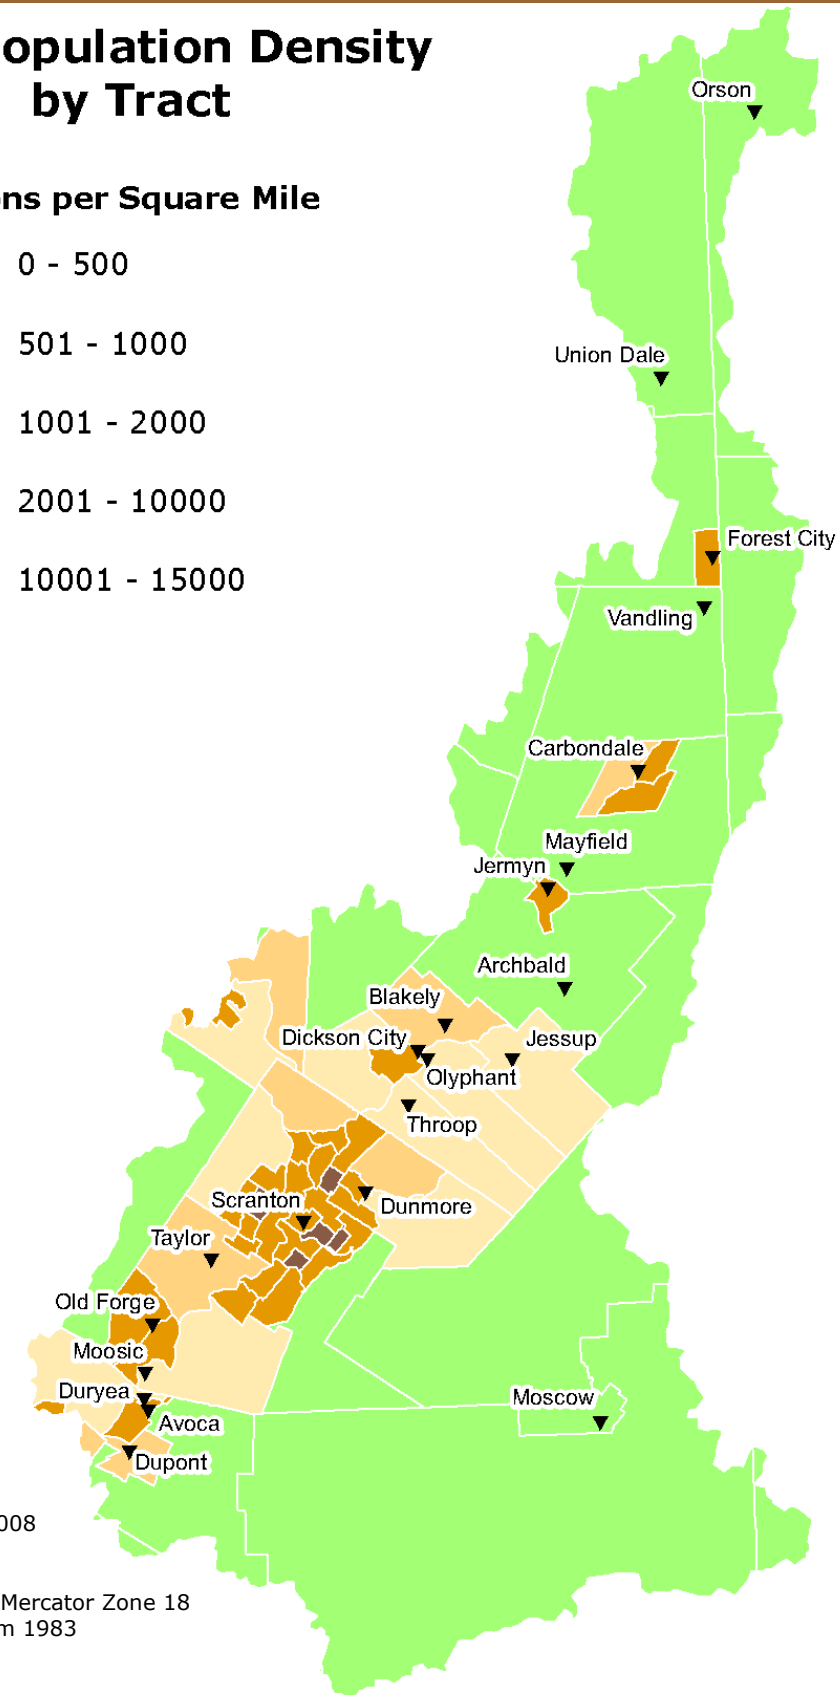 opulation Density
by Tract
ns per Square Mile
0 - 500
501 - 1000
1001 - 2000
2001 - 10000
10001 - 15000
Orson
Union Dale
Forest City
Vandling
Carbondale
Mayfield
Jermyn
Archbald
Blakely
Dickson City
Jessup
Olyphant
Throop
Scranton
Dunmore
Taylor
Old Forge
Moosic
Duryea
Moscow
Avoca
Dupont
008
Mercator Zone 18
m 1983